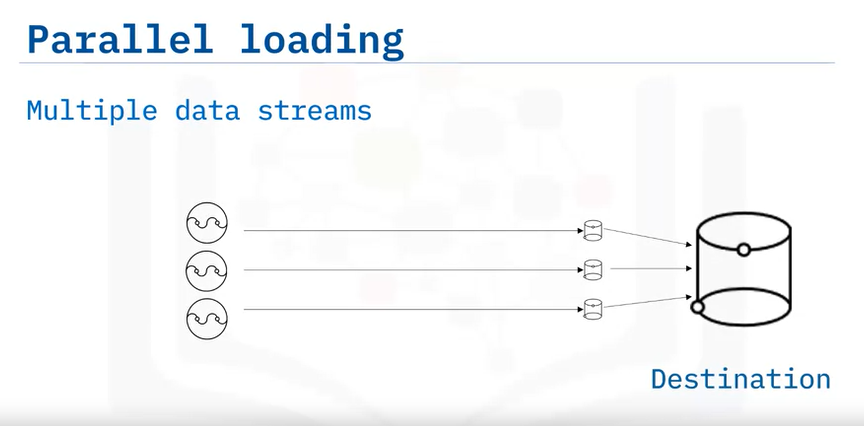 Parallel loading
Multiple data streams
Destination